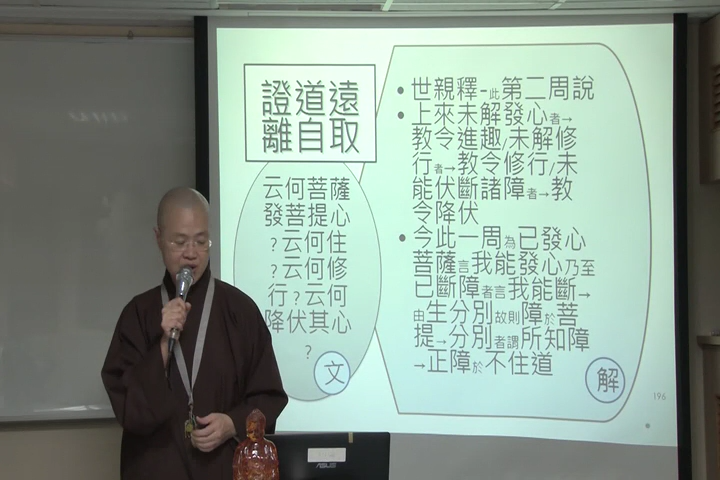 證道遠
離自取
云何菩薩
發菩提心
?云何住
?云何修
行?云何
降伏其心
?
文
•世親釋-此第二周說
•上來未解發心者→
教令進趣/未解修
行者→教令修行/未
能伏斷諸障者→教
令降伏
•今此一周為已發心
菩薩言我能發心乃至
已斷障者言我能斷→
由生分別故則障於菩
提→分別者謂所知障
→正障於不住道
解
196
ASUS